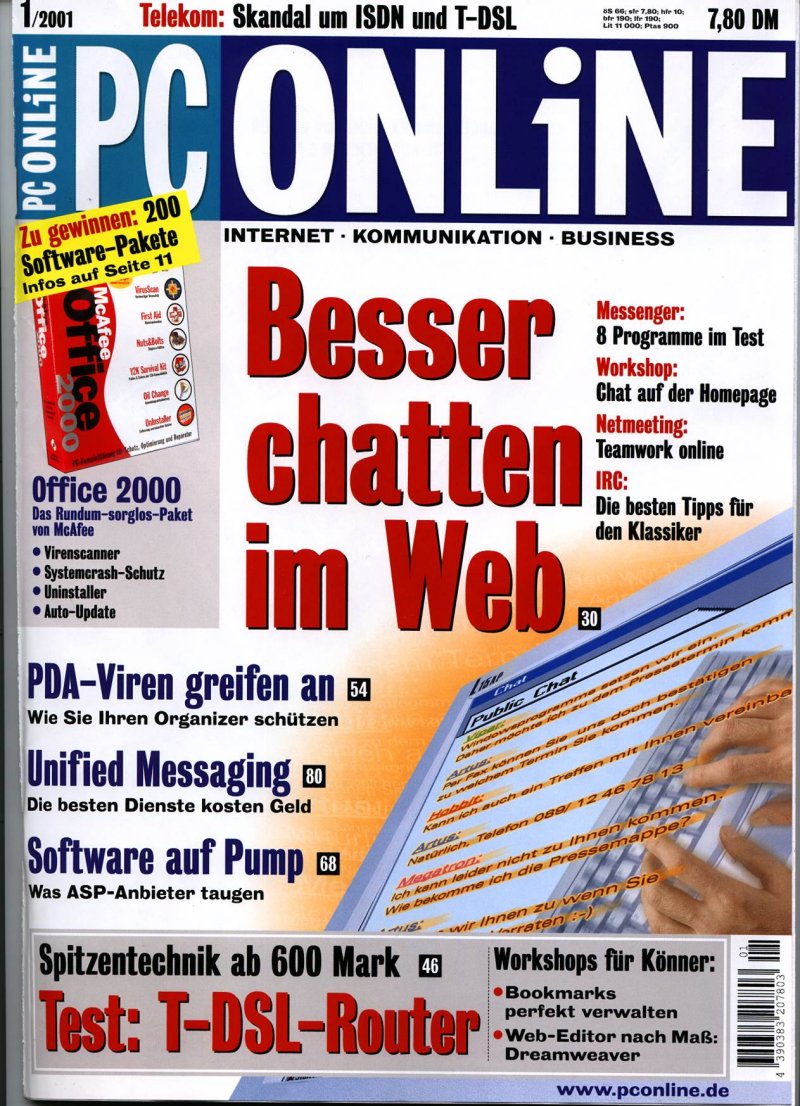 1/2001
Telekom: Skandal um ISDN und T-DSL
öS 66; sfr 7,80; hfr 10;
bfr 190; lfr 190;
Lit 11 000; Ptas 900
7,80 DM
PC ONLiNE
PC ONLiNE
INTERNET · KOMMUNIKATION · BUSINESS
Zu gewinnen: 200
Software-Pakete
Infos auf Seite 11
McAfee
Office
2000
VirusScan
First Aid
Nuts&Bolts
Y2K Survival Kit
Oil Change
UnInstaller
Office 2000
Das Rundum-sorglos-Paket
von McAfee
• Virenscanner
• Systemcrash-Schutz
• Uninstaller
• Auto-Update
Besser
chatten
im Web
30
Messenger:
8 Programme im Test
Workshop:
Chat auf der Homepage
Netmeeting:
Teamwork online
IRC:
Die besten Tipps für
den Klassiker
PDA-Viren greifen an 54
Wie Sie Ihren Organizer schützen
Unified Messaging 80
Die besten Dienste kosten Geld
Software auf Pump 68
Was ASP-Anbieter taugen
Chat
Public Chat
Viper:
Windowsprogramme setzen wir ein.
Daher möchte ich zu dem Pressetermin komm
Artus:
Per Fax können Sie uns doch bestätigen
zu welchem Termin Sie kommen.
Hobbit:
Kann ich auch ein Treffen mit Ihnen vereinba
Artus:
Natürlich, Telefon 089/ 12 46 78 13
Megatron:
Ich kann leider nicht zu Ihnen kommen.
Wie bekomme ich die Pressemappe?
Artus:
wir Ihnen zu wenn Sie
verraten :-)
Spitzentechnik ab 600 Mark 46
Test: T-DSL-Router
Workshops für Könner:
• Bookmarks
perfekt verwalten
• Web-Editor nach Maß:
Dreamweaver
01
4 390383 207803
www.pconline.de